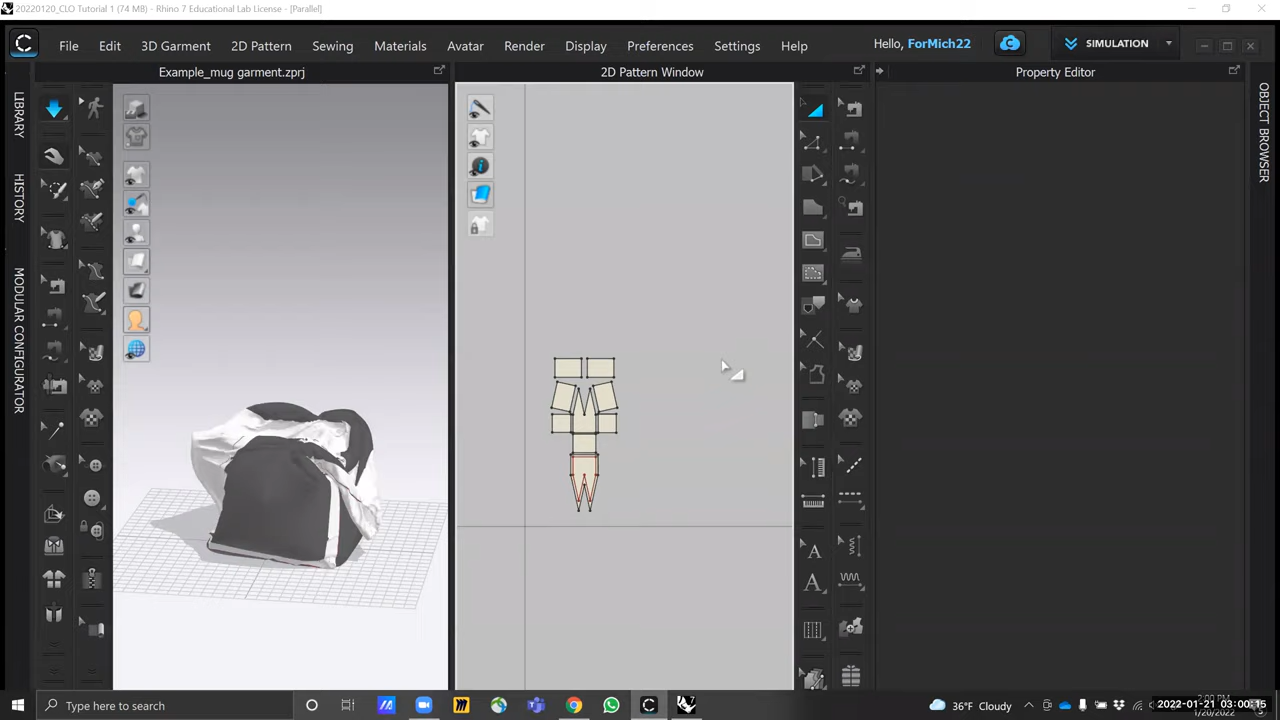 20220120_CLO Tutorial 1 (74 MB) - Rhino 7 Educational Lab License - [Parallel]
File Edit 3D Garment 2D Pattern Sewing Materials Avatar Render Display Preferences Settings Help Hello, ForMich22 SIMULATION
Example_mug garment.zprj 2D Pattern Window Property Editor
LIBRARY
HISTORY
MODULAR CONFIGURATOR
OBJECT BROWSER
Type here to search
36°F Cloudy
2022-01-21 03:00:15